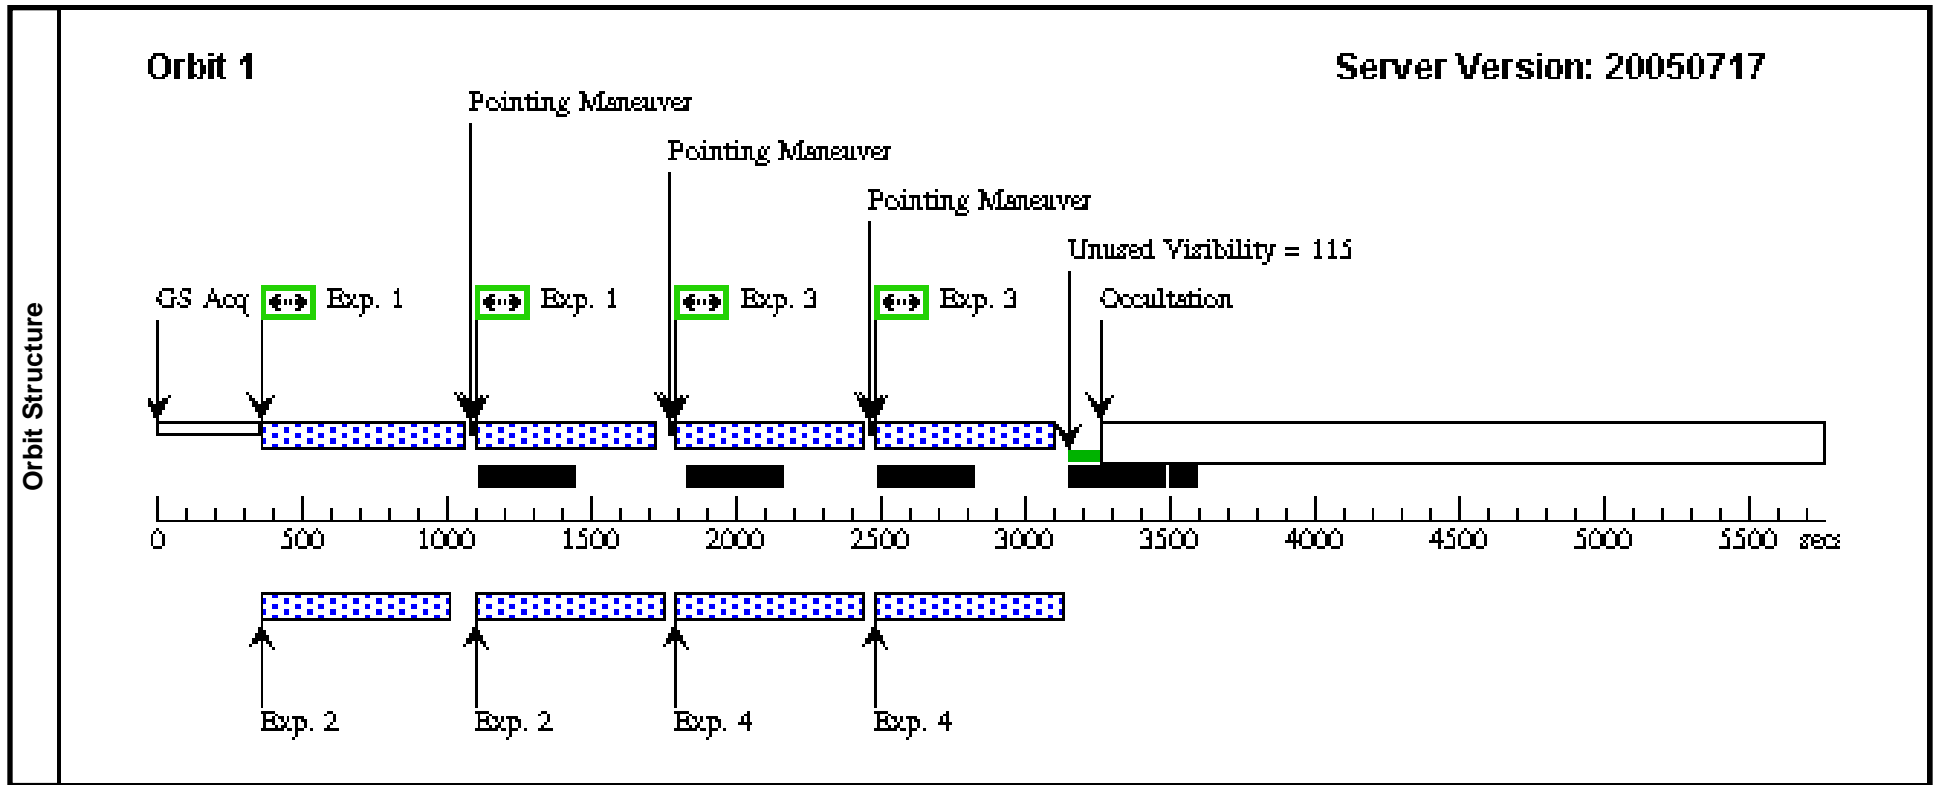 Orbit 1
Server Version: 20050717
Pointing Maneuver
Pointing Maneuver
Pointing Maneuver
Unused Visibility = 115
GS Acq
Exp. 1
Exp. 1
Exp. 3
Exp. 3
Occultation
Orbit Structure
0 500 1000 1500 2000 2500 3000 3500 4000 4500 5000 5500 secs
Exp. 2
Exp. 2
Exp. 4
Exp. 4